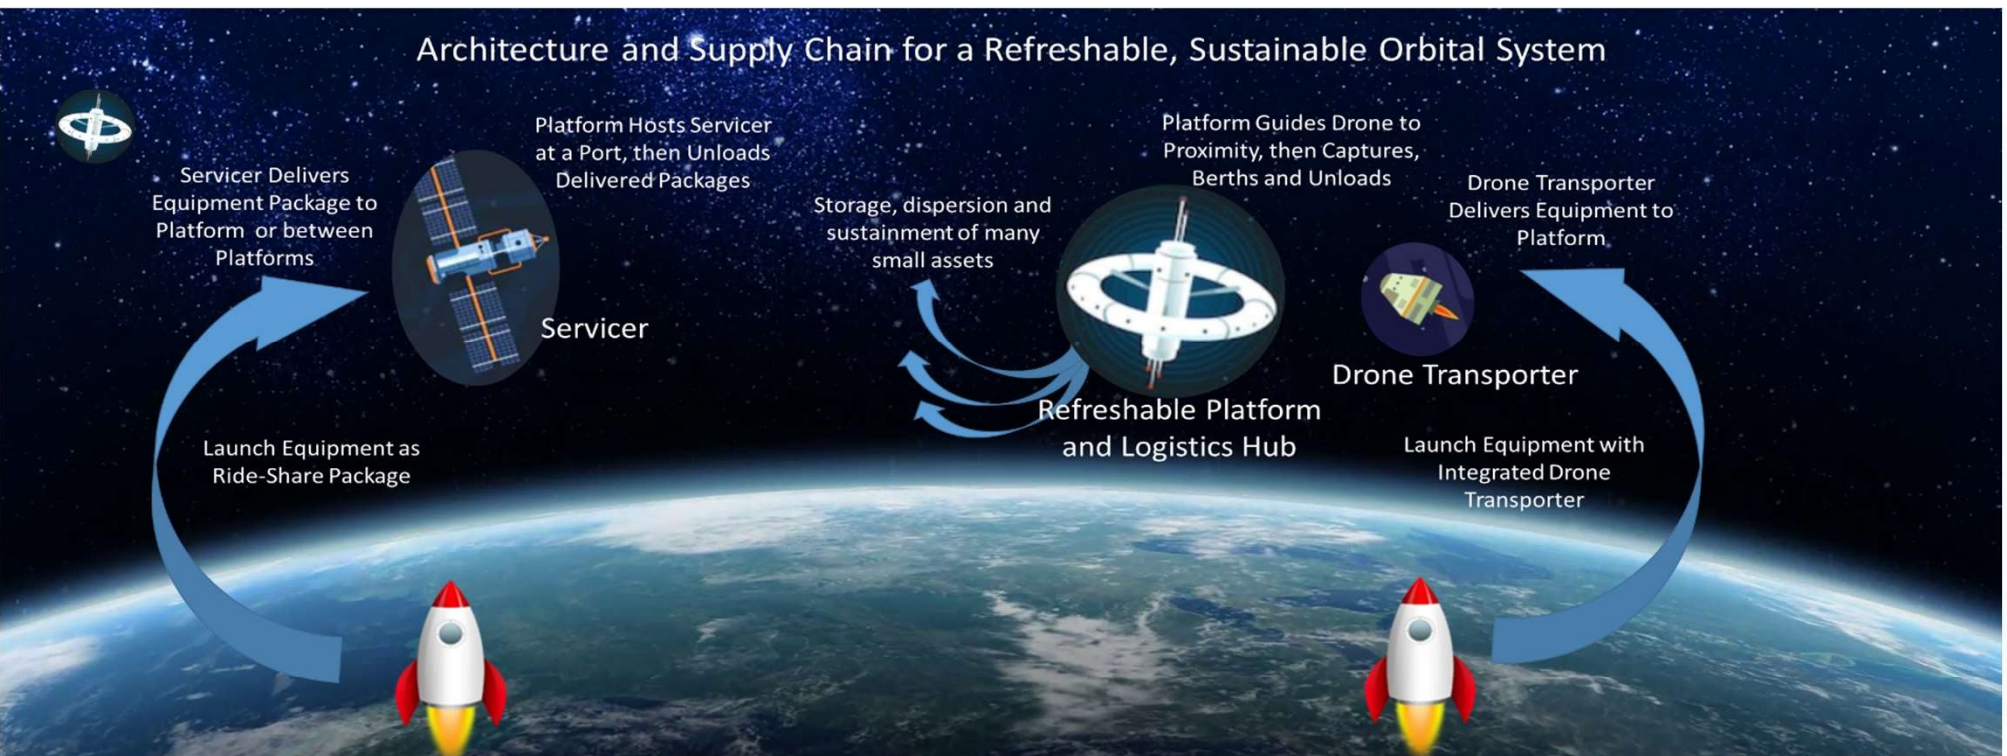 Architecture and Supply Chain for a Refreshable, Sustainable Orbital System
Servicer Delivers
Equipment Package to
Platform or between
Platforms
Platform Hosts Servicer
at a Port, then Unloads
Delivered Packages
Servicer
Launch Equipment as
Ride-Share Package
Storage, dispersion and
sustainment of many
small assets
Platform Guides Drone to
Proximity, then Captures,
Berths and Unloads
Refreshable Platform
and Logistics Hub
Drone Transporter
Delivers Equipment to
Platform
Drone Transporter
Launch Equipment with
Integrated Drone
Transporter